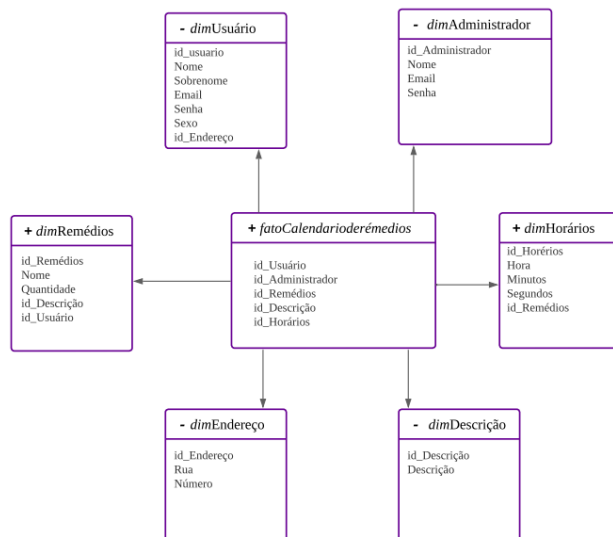 - dimUsuário
id_usuario
Nome
Sobrenome
Email
Senha
Sexo
id_Endereço
- dimAdministrador
id_Administrador
Nome
Email
Senha
+ dimRemédios
id_Remédios
Nome
Quantidade
id_Descrição
id_Usuário
+ fatoCalendarioderémedios
id_Usuário
id_Administrador
id_Remédios
id_Descrição
id_Horários
+ dimHorários
id_Horérios
Hora
Minutos
Segundos
id_Remédios
- dimEndereço
id_Endereço
Rua
Número
- dimDescrição
id_Descrição
Descrição